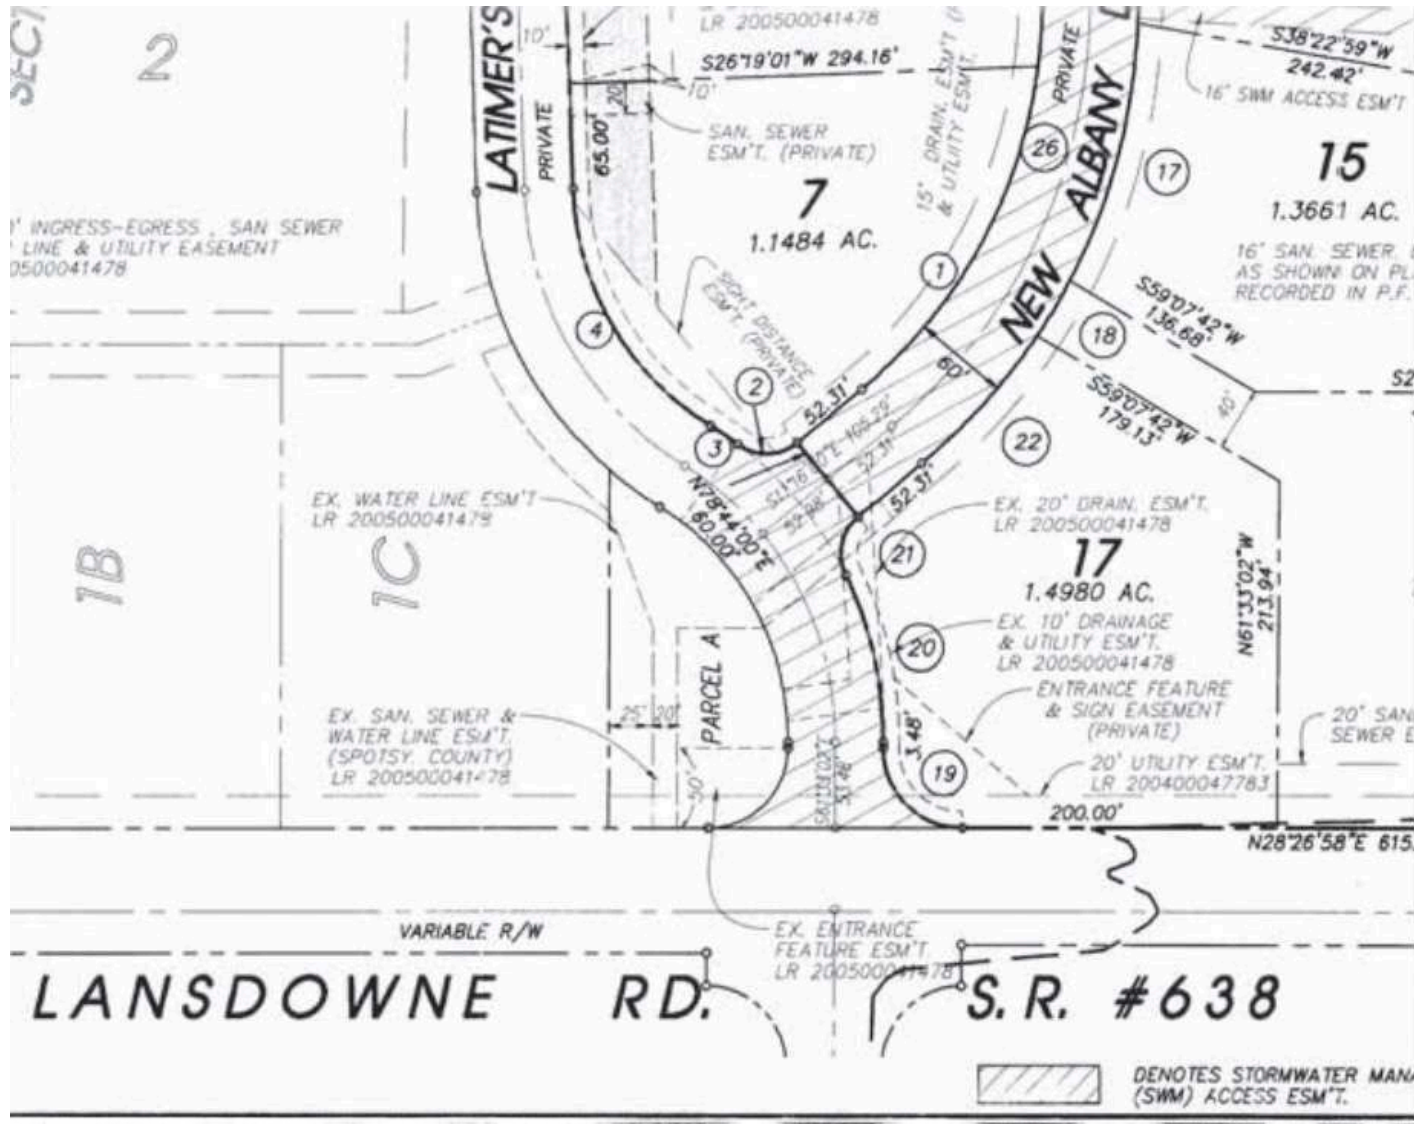 SECT
2
LATIMER'S
PRIVATE
10'
LR 200500041478
S26°19'01"W 294.16'
10'
20'
65.00'
SAN. SEWER
ESM'T. (PRIVATE)
7
1.1484 AC.
15' DRAIN. ESM'T
& UTILITY ESM'T.
PRIVATE
NEW ALBANY
26
17
S38°22'59"W
242.42'
16' SWM ACCESS ESM'T
15
1.3661 AC.
16' SAN. SEWER
AS SHOWN ON
RECORDED IN P.F.
' INGRESS-EGRESS, SAN SEWER
LINE & UTILITY EASEMENT
0500041478
SIGHT DISTANCE
ESM'T. (PRIVATE)
1
4
2
3
52.31'
60'
S59°07'42"W
136.68'
18
S59°07'42"W
179.13'
40'
22
52.31'
52.31'
N78°44'00"E
60.00'
EX. WATER LINE ESM'T
LR 200500041478
1B
1C
EX. 20' DRAIN. ESM'T.
LR 200500041478
21
17
1.4980 AC.
N61°33'02"W
213.94'
EX. 10' DRAINAGE
& UTILITY ESM'T.
LR 200500041478
20
ENTRANCE FEATURE
& SIGN EASEMENT
(PRIVATE)
PARCEL A
25'
20'
EX. SAN. SEWER &
WATER LINE ESM'T.
(SPOTSY. COUNTY)
LR 200500041478
50'
53.48'
3.48'
19
20' UTILITY ESM'T.
LR 200400047783
20' SAN
SEWER
200.00'
N28°26'58"E 615.
VARIABLE R/W
EX. ENTRANCE
FEATURE ESM'T
LR 200500041478
LANSDOWNE RD. S.R. #638
DENOTES STORMWATER MANA
(SWM) ACCESS ESM'T.